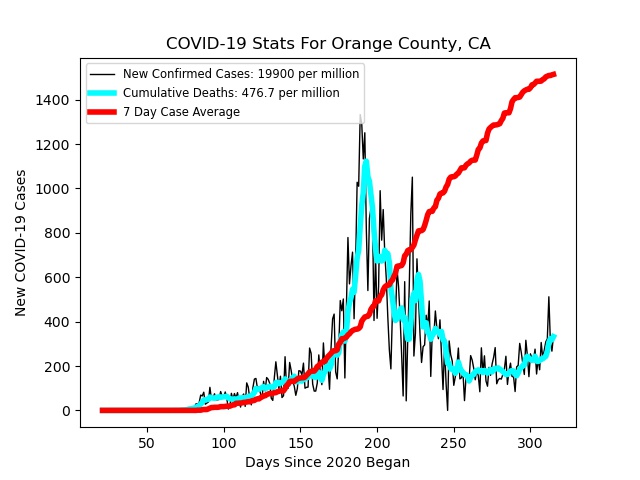 COVID-19 Stats For Orange County, CA
New Confirmed Cases: 19900 per million
Cumulative Deaths: 476.7 per million
7 Day Case Average
New COVID-19 Cases
1400
1200
1000
800
600
400
200
0
50 100 150 200 250 300
Days Since 2020 Began